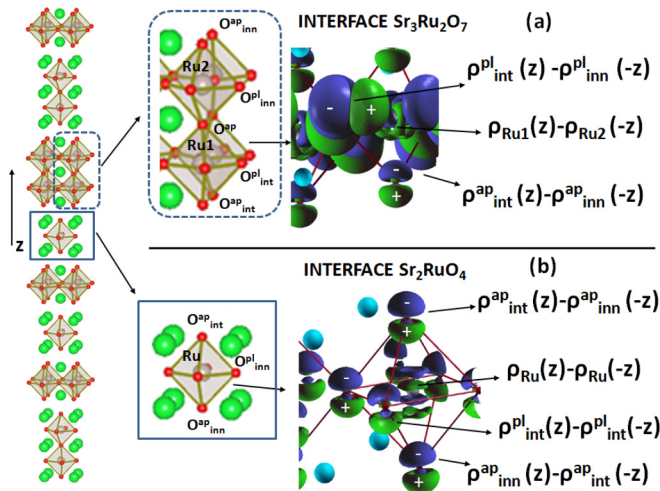 INTERFACE Sr₃Ru₂O₇ (a)
Oᵃᵖᵢₙₙ
Ru2
Oᵖˡᵢₙₙ
Oᵃᵖ
Ru1
Oᵖˡᵢₙₜ
Oᵃᵖᵢₙₜ
- +
-
-
+
ρᵖˡᵢₙₜ(z) -ρᵖˡᵢₙₙ(-z)
ρRu1(z)-ρRu2(-z)
ρᵃᵖᵢₙₜ(z)-ρᵃᵖᵢₙₙ(-z)
z
INTERFACE Sr₂RuO₄ (b)
Oᵃᵖᵢₙₜ
Ru
Oᵖˡᵢₙₙ
Oᵃᵖᵢₙₙ
-
+
-
+
+
-
+
ρᵃᵖᵢₙₜ(z)-ρᵃᵖᵢₙₙ(-z)
ρRu(z)-ρRu(-z)
ρᵖˡᵢₙₜ(z)-ρᵖˡᵢₙₜ(-z)
ρᵃᵖᵢₙₙ(z)-ρᵃᵖᵢₙₜ(-z)